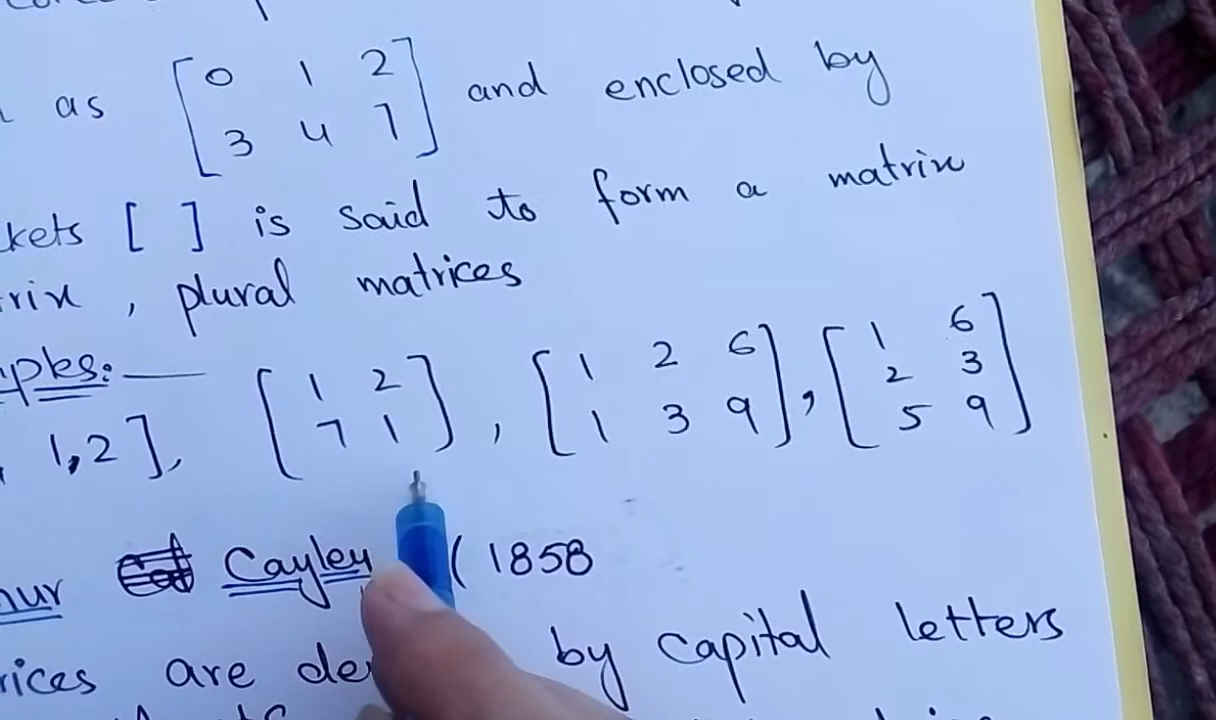 as [0 1 2
3 4 7] and enclosed by
kets [ ] is said to form a matrix
rix , plural matrices
ples:— [1 2
7 1] , [1 2 6
1 3 9] , [1 6
2 3
5 9]
1,2],
hur Cayley ( 1858
rices are de by capital letters